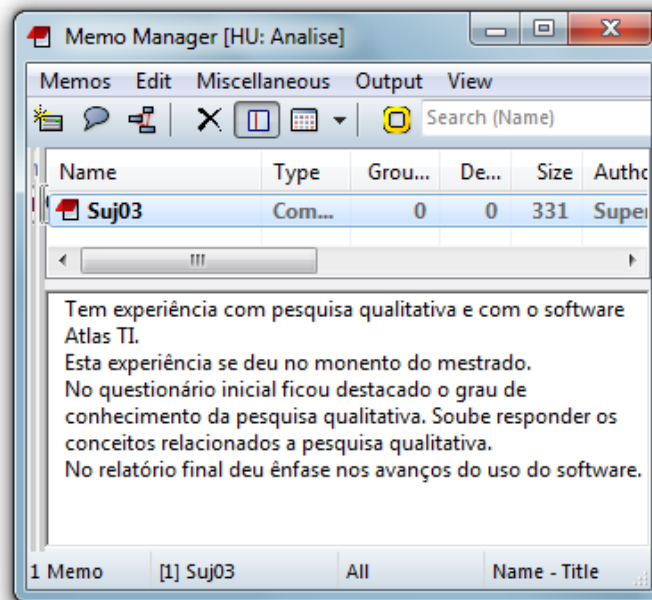 Memo Manager [HU: Analise]
Memos Edit Miscellaneous Output View
Search (Name)
Name Type Grou... De... Size Autho
Suj03 Com... 0 0 331 Super
Tem experiência com pesquisa qualitativa e com o software
Atlas TI.
Esta experiência se deu no monento do mestrado.
No questionário inicial ficou destacado o grau de
conhecimento da pesquisa qualitativa. Soube responder os
conceitos relacionados a pesquisa qualitativa.
No relatório final deu ênfase nos avanços do uso do software.
1 Memo [1] Suj03 All Name - Title